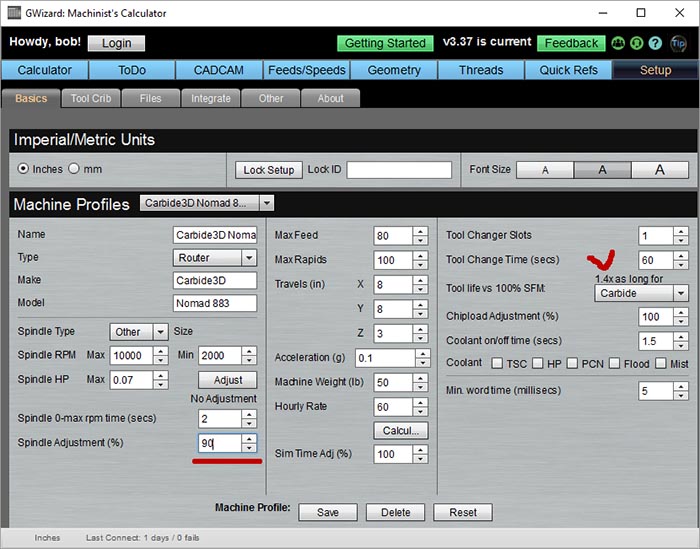 GWizard: Machinist's Calculator
Howdy, bob! Login Getting Started v3.37 is current Feedback ? Tip
Calculator ToDo CADCAM Feeds/Speeds Geometry Threads Quick Refs Setup
Basics Tool Crib Files Integrate Other About
Imperial/Metric Units
Inches mm Lock Setup Lock ID Font Size A A A
Machine Profiles Carbide3D Nomad 8...
Name Carbide3D Noma
Type Router
Make Carbide3D
Model Nomad 883
Spindle Type Other Size
Spindle RPM Max 10000 Min 2000
Spindle HP Max 0.07 Adjust
No Adjustment
Spindle 0-max rpm time (secs) 2
Spindle Adjustment (%) 90
Max Feed 80
Max Rapids 100
Travels (in) X 8
Y 8
Z 3
Acceleration (g) 0.1
Machine Weight (lb) 50
Hourly Rate 60
Calcul...
Sim Time Adj (%) 100
Tool Changer Slots 1
Tool Change Time (secs) 60
1.4x as long for
Tool life vs 100% SFM: Carbide
Chipload Adjustment (%) 100
Coolant on/off time (secs) 1.5
Coolant TSC HP PCN Flood Mist
Min. word time (millisecs) 5
Machine Profile: Save Delete Reset
Inches Last Connect: 1 days / 0 fails